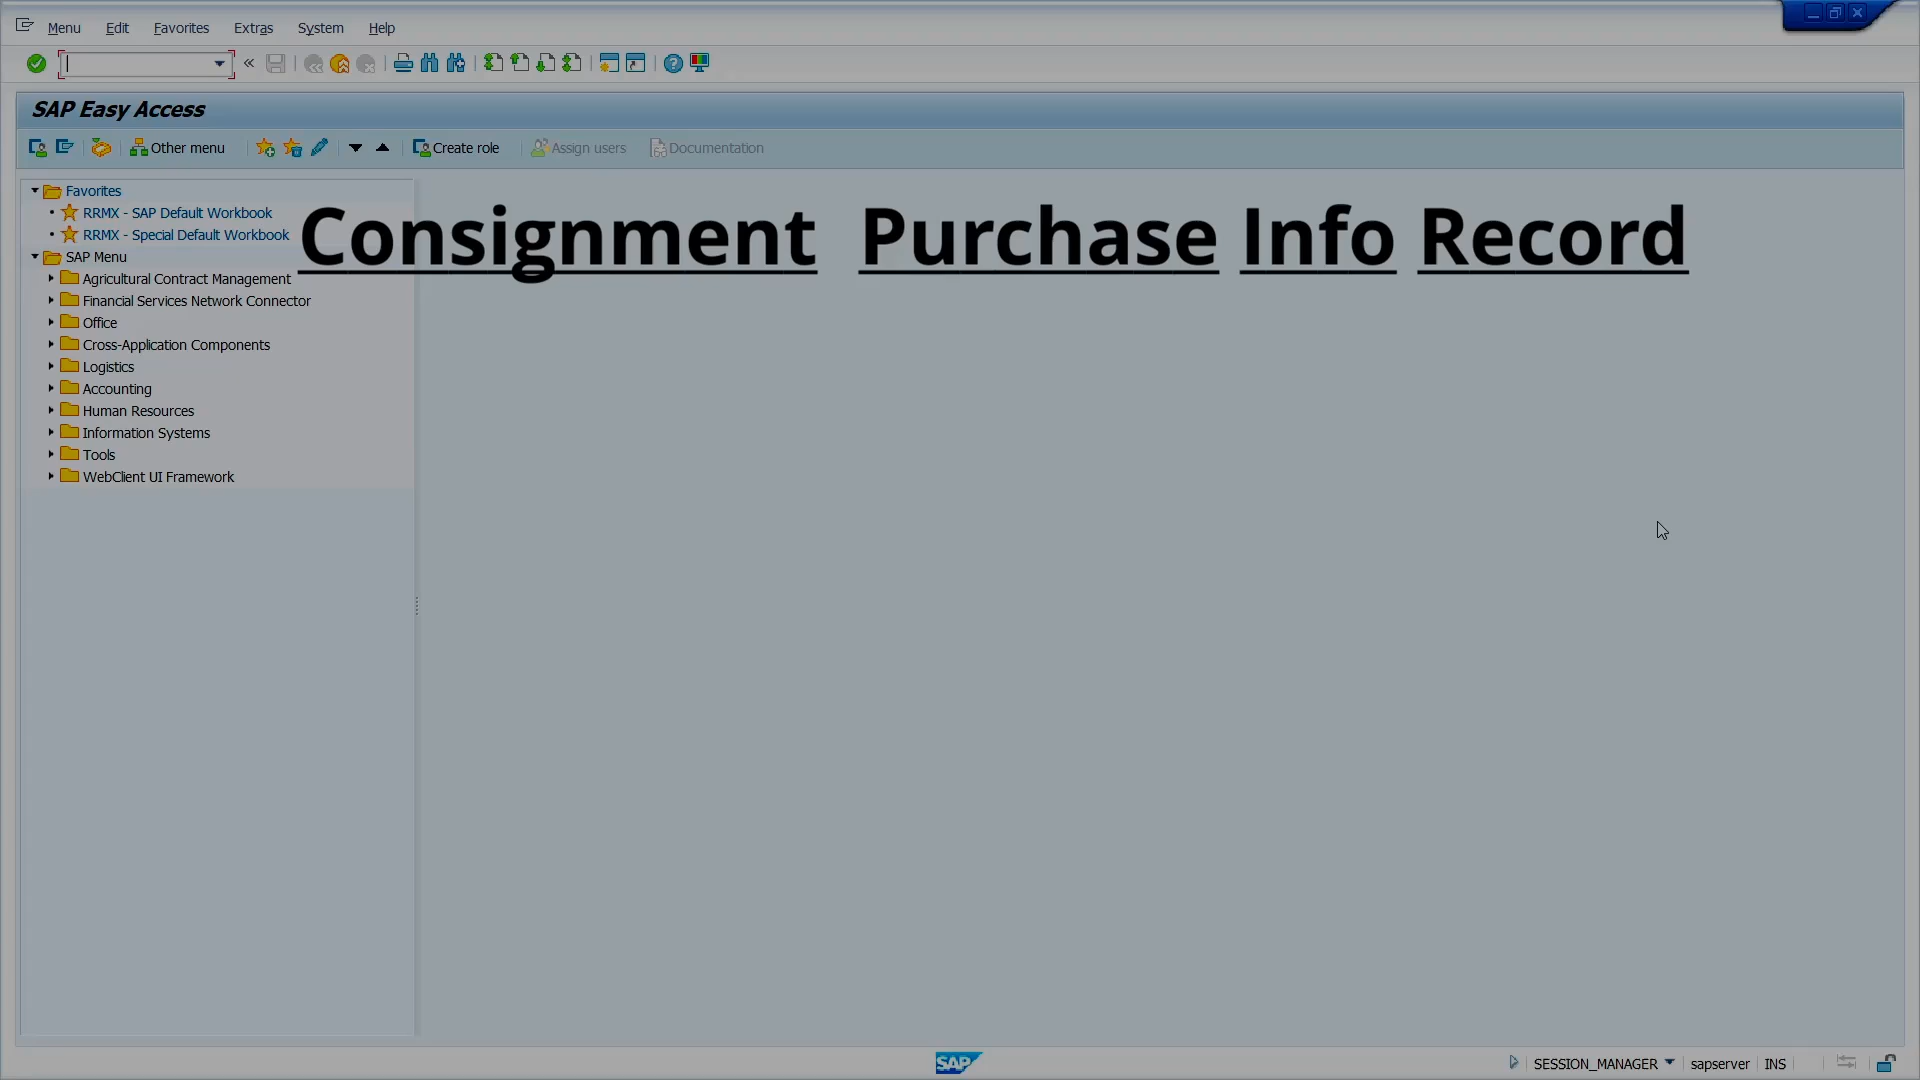 Menu Edit Favorites Extras System Help
SAP Easy Access
Other menu Create role Assign users Documentation
Favorites
RRMX - SAP Default Workbook
RRMX - Special Default Workbook
Consignment Purchase Info Record
SAP Menu
Agricultural Contract Management
Financial Services Network Connector
Office
Cross-Application Components
Logistics
Accounting
Human Resources
Information Systems
Tools
WebClient UI Framework
SAP SESSION_MANAGER sapserver INS